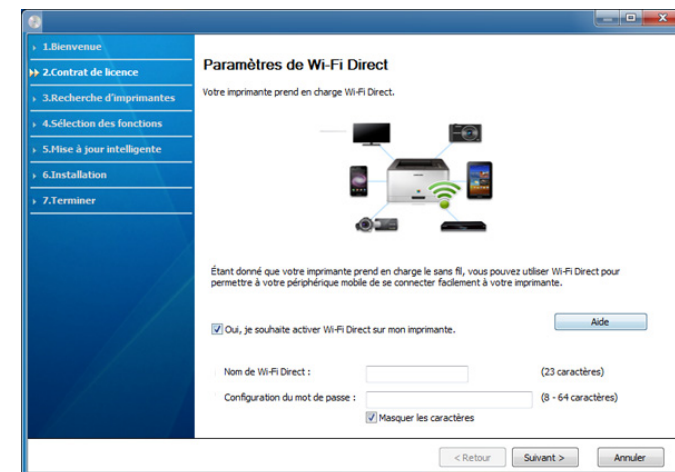 1.Bienvenue
2.Contrat de licence
3.Recherche d'imprimantes
4.Sélection des fonctions
5.Mise à jour intelligente
6.Installation
7.Terminer
Paramètres de Wi-Fi Direct
Votre imprimante prend en charge Wi-Fi Direct.
Étant donné que votre imprimante prend en charge le sans fil, vous pouvez utiliser Wi-Fi Direct pour
permettre à votre périphérique mobile de se connecter facilement à votre imprimante.
Oui, je souhaite activer Wi-Fi Direct sur mon imprimante.
Aide
Nom de Wi-Fi Direct :
(23 caractères)
Configuration du mot de passe :
(8 - 64 caractères)
Masquer les caractères
< Retour
Suivant >
Annuler